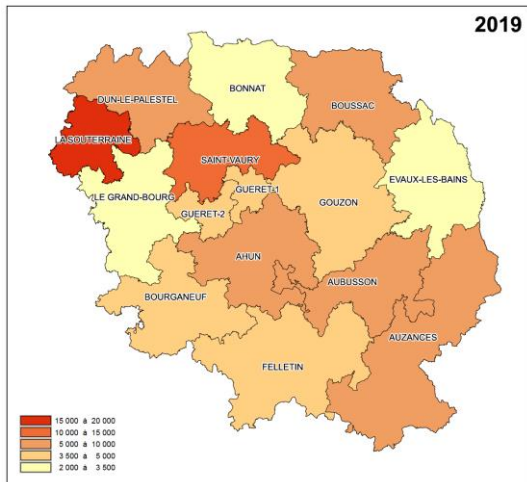 2019
BONNAT
DUN-LE-PALESTEL
BOUSSAC
LA SOUTERRAINE
SAINT-VAURY
EVAUX-LES-BAINS
GUERET-1
LE GRAND-BOURG
GOUZON
GUERET-2
AHUN
AUBUSSON
BOURGANEUF
AUZANCES
FELLETIN
15 000 à 20 000
10 000 à 15 000
5 000 à 10 000
3 500 à 5 000
2 000 à 3 500